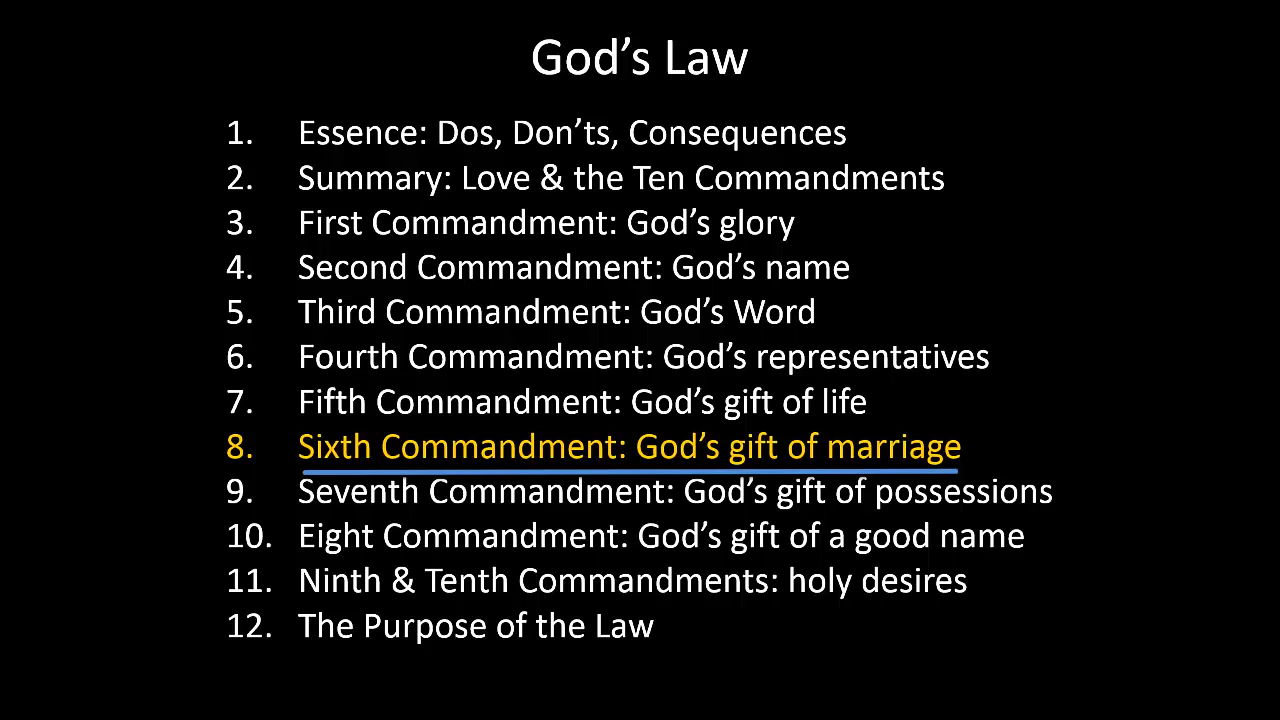 God’s Law
1. Essence: Dos, Don’ts, Consequences
2. Summary: Love & the Ten Commandments
3. First Commandment: God’s glory
4. Second Commandment: God’s name
5. Third Commandment: God’s Word
6. Fourth Commandment: God’s representatives
7. Fifth Commandment: God’s gift of life
8. Sixth Commandment: God’s gift of marriage
9. Seventh Commandment: God’s gift of possessions
10. Eight Commandment: God’s gift of a good name
11. Ninth & Tenth Commandments: holy desires
12. The Purpose of the Law